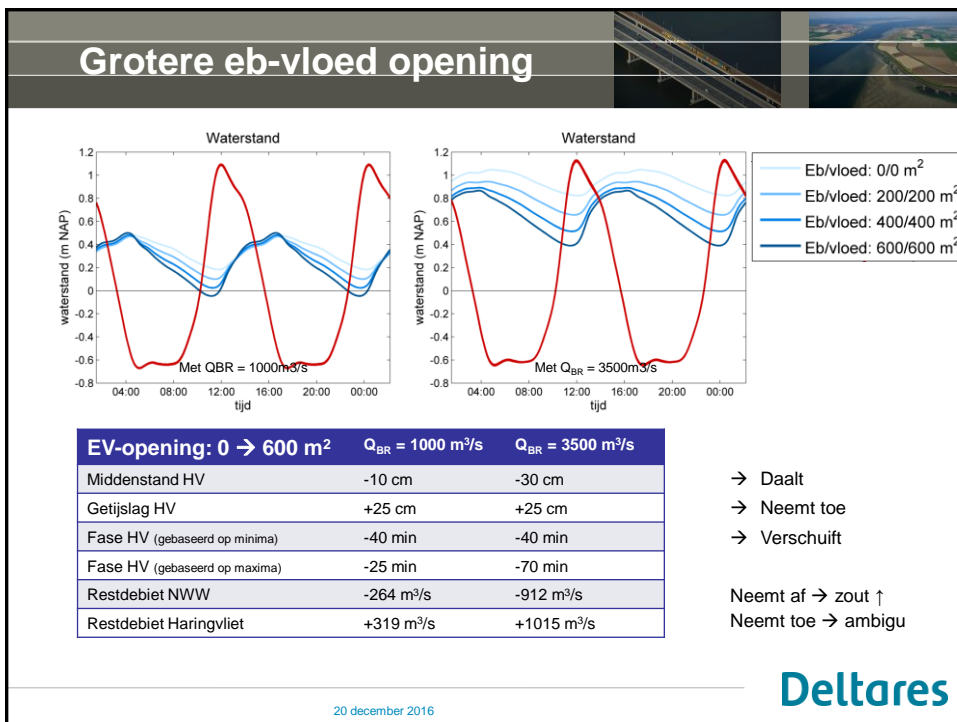 Grotere eb-vloed opening
Waterstand
waterstand (m NAP)
1.2
1
0.8
0.6
0.4
0.2
0
-0.2
-0.4
-0.6
-0.8
Met QBR = 1000m3/s
04:00 08:00 12:00 16:00 20:00 00:00
tijd
Waterstand
waterstand (m NAP)
1.2
1
0.8
0.6
0.4
0.2
0
-0.2
-0.4
-0.6
-0.8
Met QBR = 3500m³/s
04:00 08:00 12:00 16:00 20:00 00:00
tijd
Eb/vloed: 0/0 m²
Eb/vloed: 200/200 m²
Eb/vloed: 400/400 m²
Eb/vloed: 600/600 m²
EV-opening: 0 → 600 m² QBR = 1000 m³/s QBR = 3500 m³/s
Middenstand HV -10 cm -30 cm → Daalt
Getijslag HV +25 cm +25 cm → Neemt toe
Fase HV (gebaseerd op minima) -40 min -40 min → Verschuift
Fase HV (gebaseerd op maxima) -25 min -70 min
Restdebiet NWW -264 m³/s -912 m³/s Neemt af → zout ↑
Restdebiet Haringvliet +319 m³/s +1015 m³/s Neemt toe → ambigu
20 december 2016
Deltares